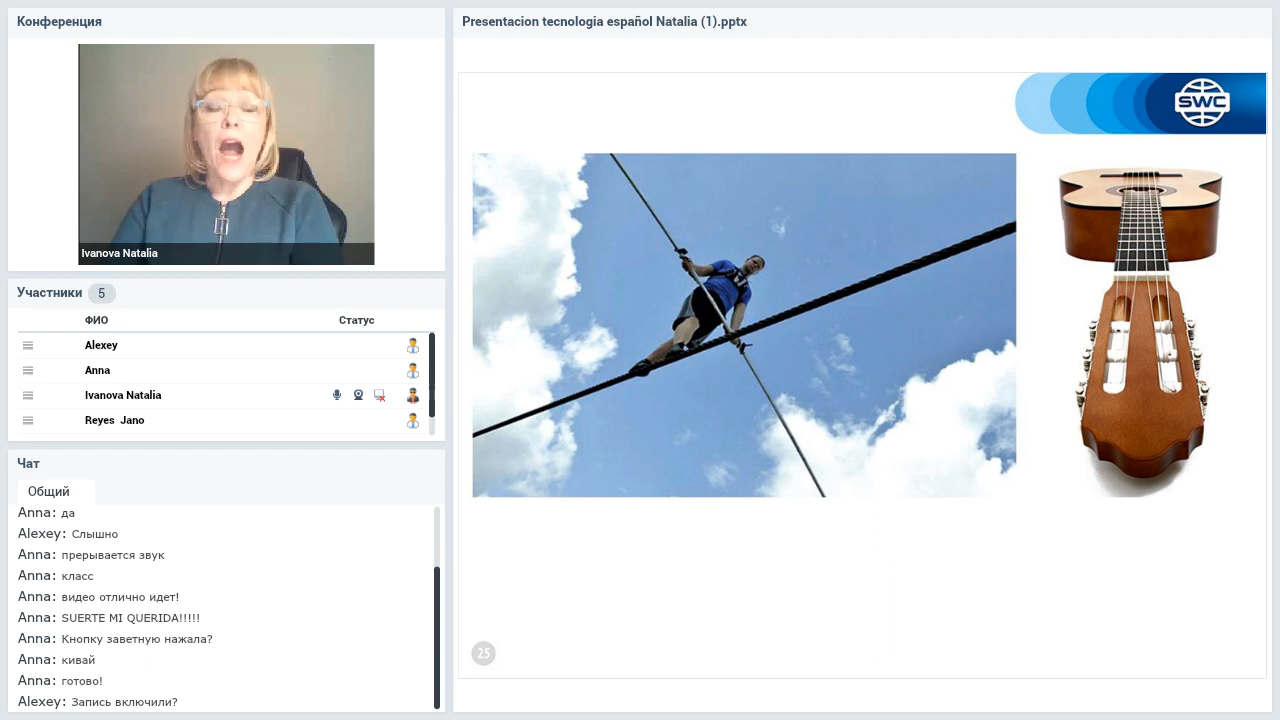 Конференция
Ivanova Natalia
Участники 5
ФИО Статус
Alexey
Anna
Ivanova Natalia
Reyes Jano
Чат
Общий
Anna: да
Alexey: Слышно
Anna: прерывается звук
Anna: класс
Anna: видео отлично идет!
Anna: SUERTE MI QUERIDA!!!!!
Anna: Кнопку заветную нажала?
Anna: кивай
Anna: готово!
Alexey: Запись включили?
Presentacion tecnologia español Natalia (1).pptx
SWC
25